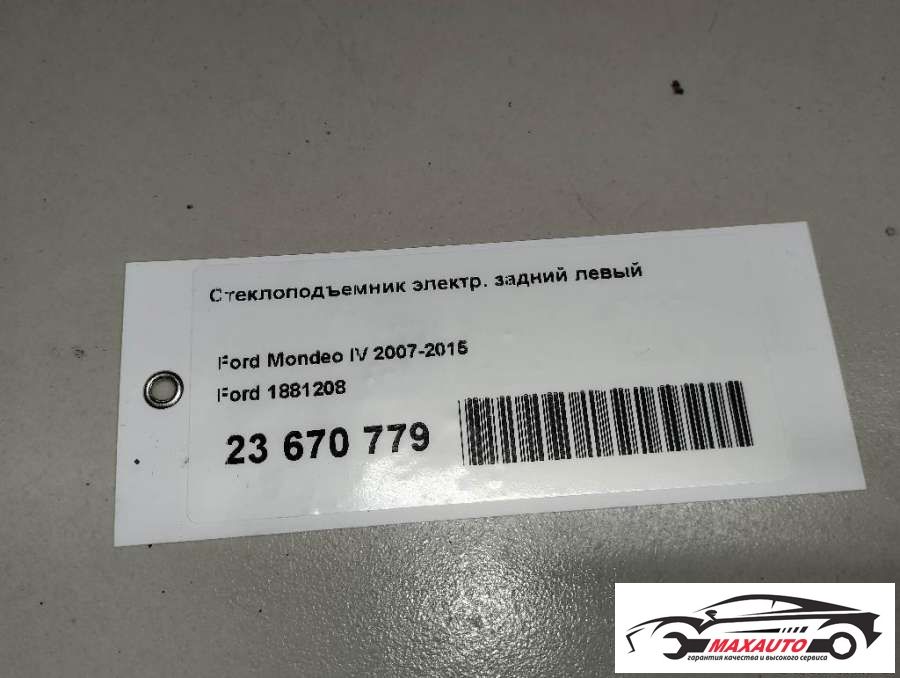 Стеклоподъемник электр. задний левый
Ford Mondeo IV 2007-2015
Ford 1881208
23 670 779
MAXAUTO
гарантия качества и высокого сервиса